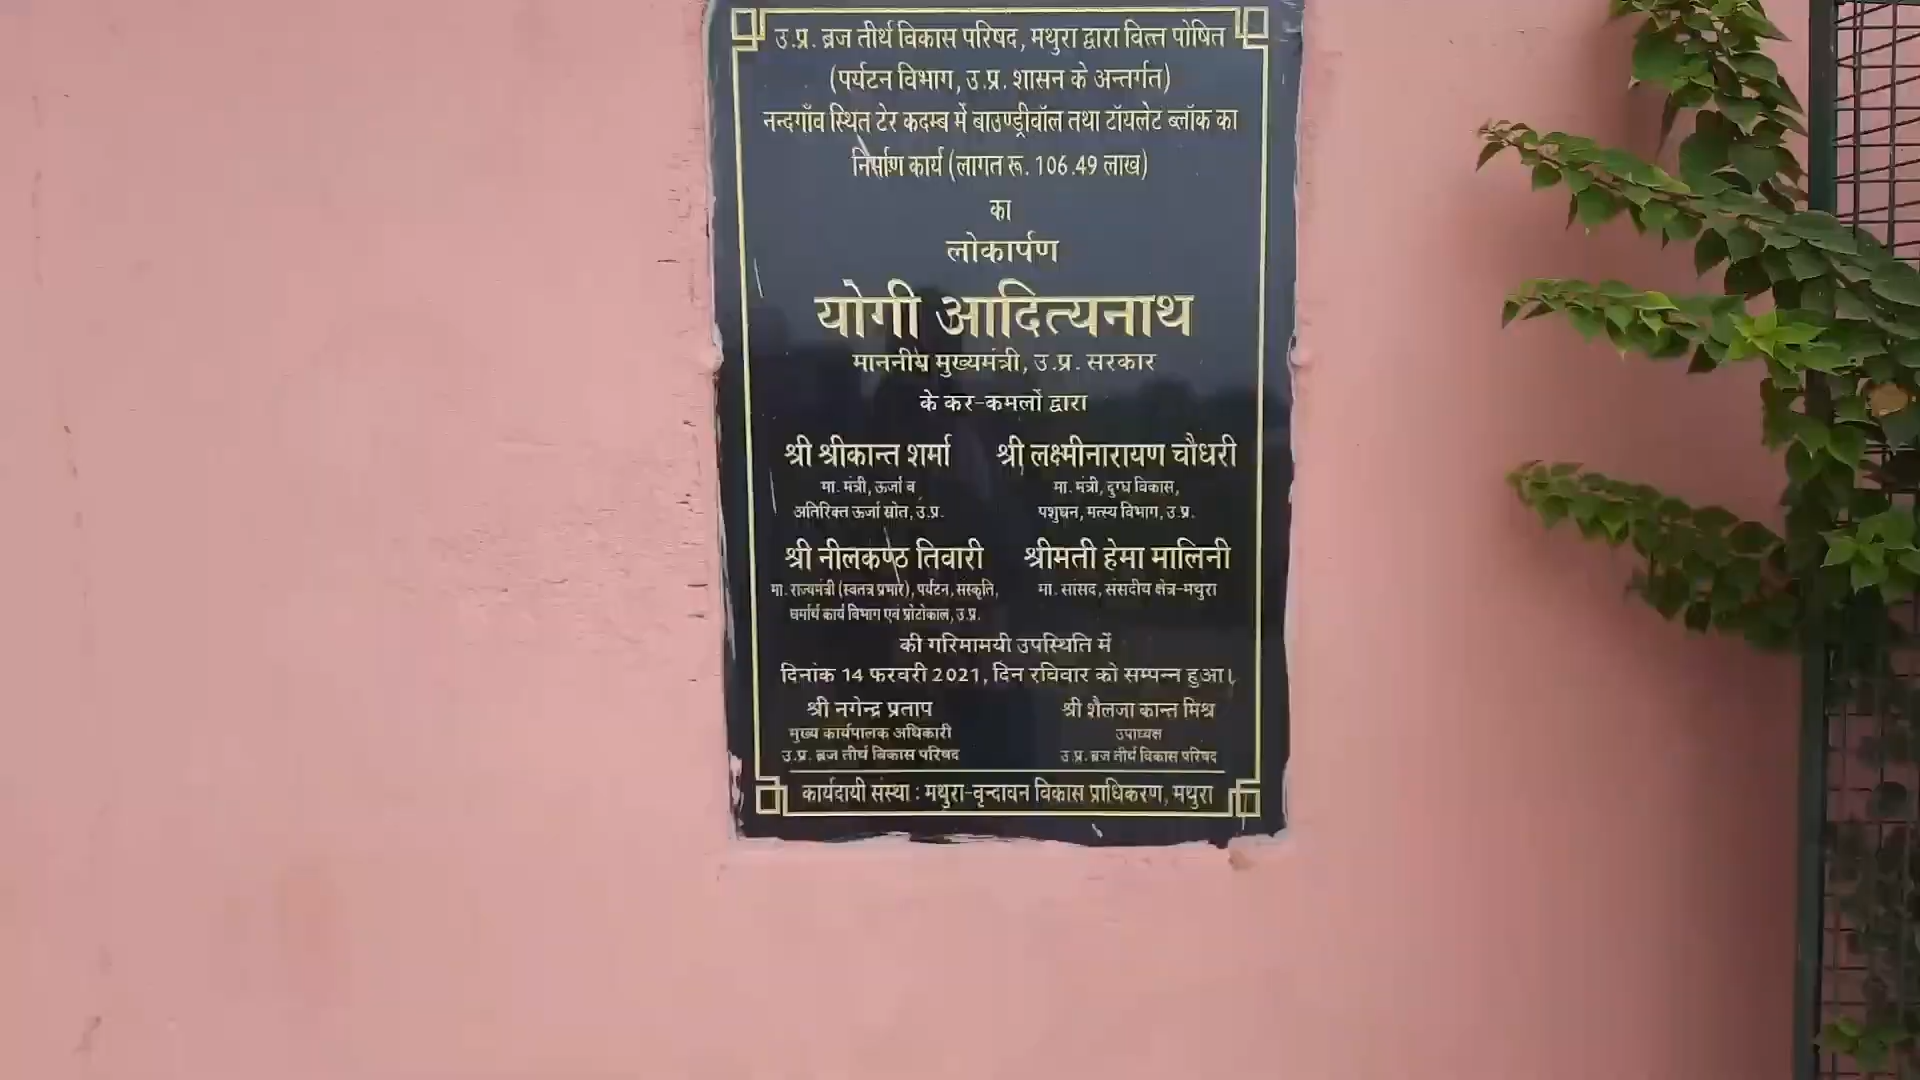 उ.प्र. ब्रज तीर्थ विकास परिषद, मथुरा द्वारा वित्त पोषित
(पर्यटन विभाग, उ.प्र. शासन के अन्तर्गत)
नन्दगाँव स्थित टेर कदम्ब में बाउण्ड्रीवॉल तथा टॉयलेट ब्लॉक का
निर्माण कार्य (लागत रू. 106.49 लाख)
का
लोकार्पण
योगी आदित्यनाथ
माननीय मुख्यमंत्री, उ.प्र. सरकार
के कर-कमलों द्वारा
श्री श्रीकान्त शर्मा श्री लक्ष्मीनारायण चौधरी
मा. मंत्री, ऊर्जा व मा. मंत्री, दुग्ध विकास,
अतिरिक्त ऊर्जा स्रोत, उ.प्र. पशुधन, मत्स्य विभाग, उ.प्र.
श्री नीलकण्ठ तिवारी श्रीमती हेमा मालिनी
मा. राज्यमंत्री (स्वतंत्र प्रभार), पर्यटन, संस्कृति, मा. सांसद, संसदीय क्षेत्र-मथुरा
धर्मार्थ कार्य विभाग एवं प्रोटोकाल, उ.प्र.
की गरिमामयी उपस्थिति में
दिनांक 14 फरवरी 2021, दिन रविवार को सम्पन्न हुआ।
श्री नगेन्द्र प्रताप श्री शैलजा कान्त मिश्र
मुख्य कार्यपालक अधिकारी उपाध्यक्ष
उ.प्र. ब्रज तीर्थ विकास परिषद उ.प्र. ब्रज तीर्थ विकास परिषद
कार्यदायी संस्था : मथुरा-वृन्दावन विकास प्राधिकरण, मथुरा